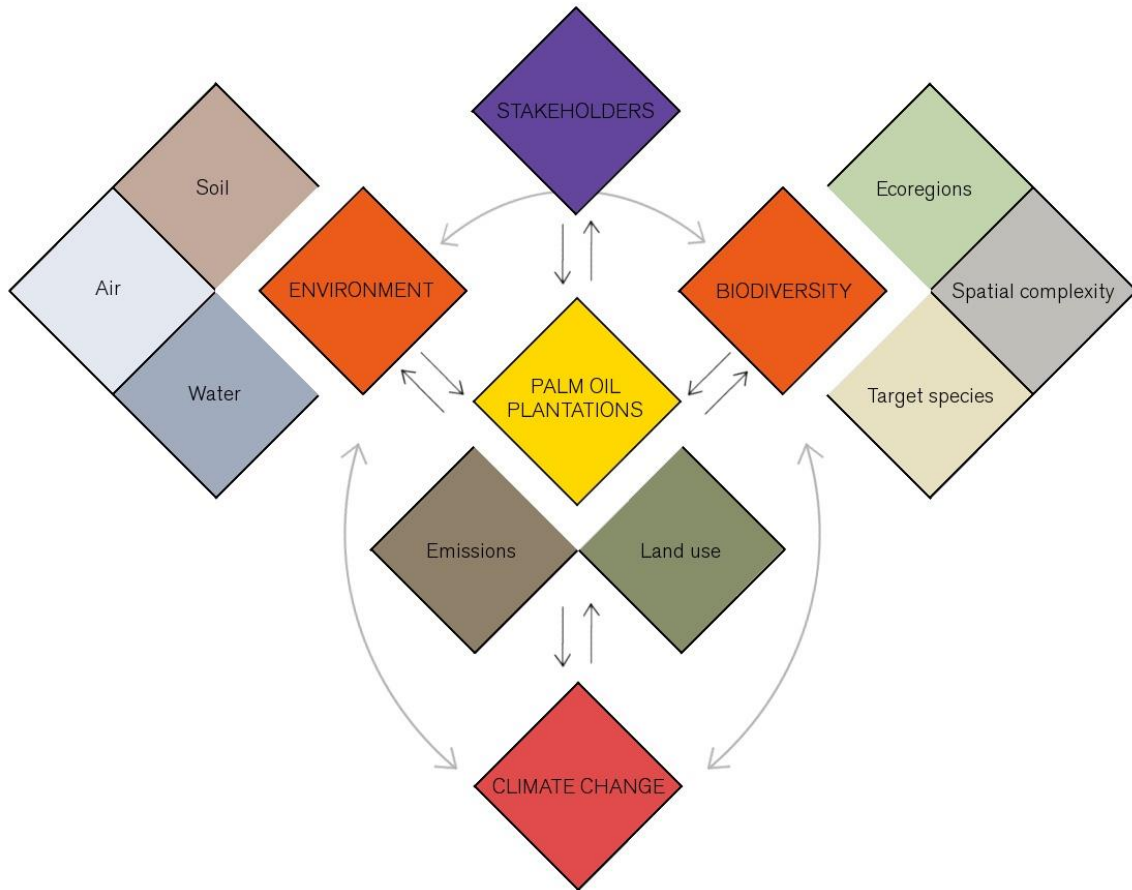 STAKEHOLDERS
Soil
Ecoregions
Air
ENVIRONMENT
BIODIVERSITY
Spatial complexity
Water
PALM OIL
PLANTATIONS
Target species
Emissions
Land use
CLIMATE CHANGE